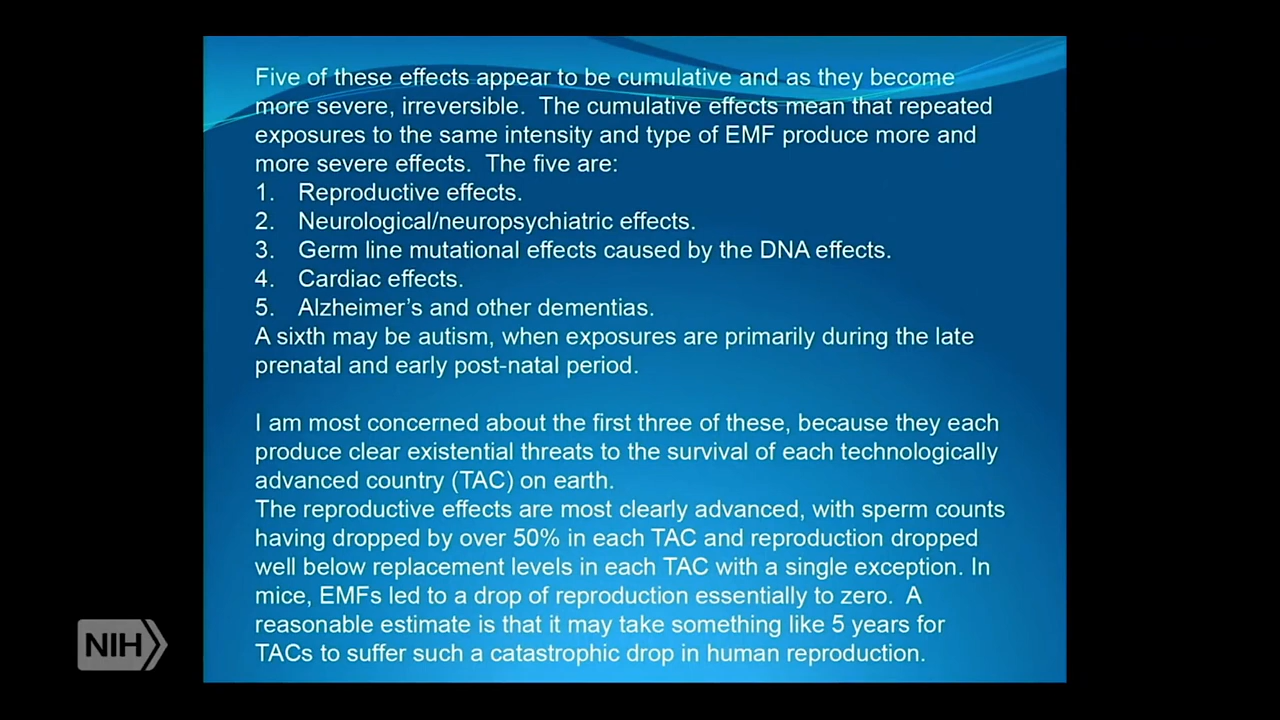 Five of these effects appear to be cumulative and as they become
more severe, irreversible. The cumulative effects mean that repeated
exposures to the same intensity and type of EMF produce more and
more severe effects. The five are:
1. Reproductive effects.
2. Neurological/neuropsychiatric effects.
3. Germ line mutational effects caused by the DNA effects.
4. Cardiac effects.
5. Alzheimer's and other dementias.
A sixth may be autism, when exposures are primarily during the late
prenatal and early post-natal period.
I am most concerned about the first three of these, because they each
produce clear existential threats to the survival of each technologically
advanced country (TAC) on earth.
The reproductive effects are most clearly advanced, with sperm counts
having dropped by over 50% in each TAC and reproduction dropped
well below replacement levels in each TAC with a single exception. In
mice, EMFs led to a drop of reproduction essentially to zero. A
reasonable estimate is that it may take something like 5 years for
TACs to suffer such a catastrophic drop in human reproduction.
NIH